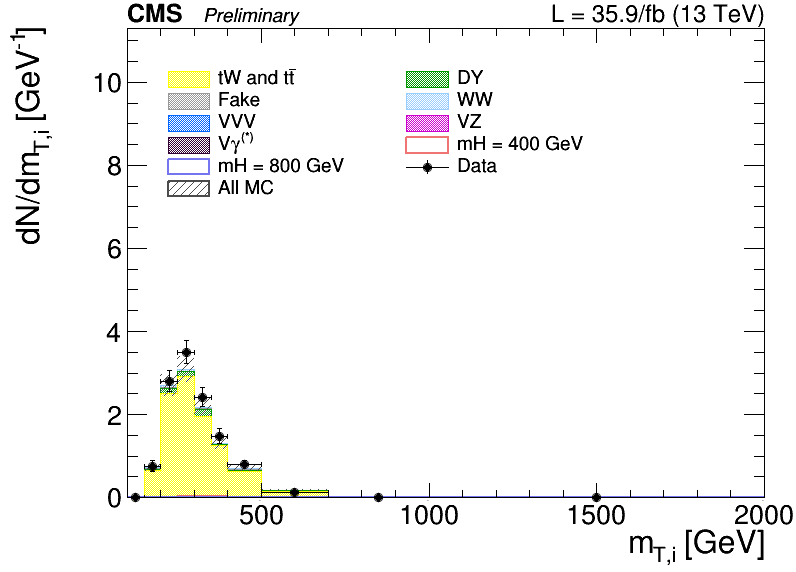 CMS Preliminary L = 35.9/fb (13 TeV)
dN/dm_T,i [GeV^-1]
10
8
6
4
2
0
tW and tt̄
Fake
VVV
Vγ^(*)
mH = 800 GeV
All MC
DY
WW
VZ
mH = 400 GeV
Data
500 1000 1500 2000
m_T,i [GeV]